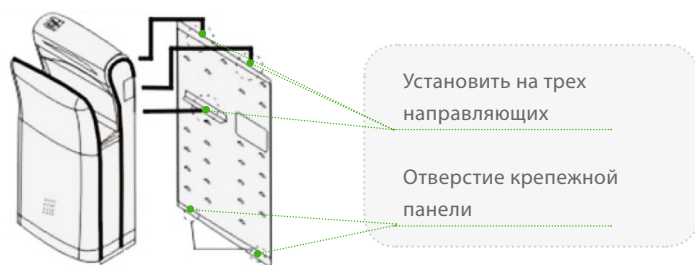 Установить на трех
направляющих
Отверстие крепежной
панели